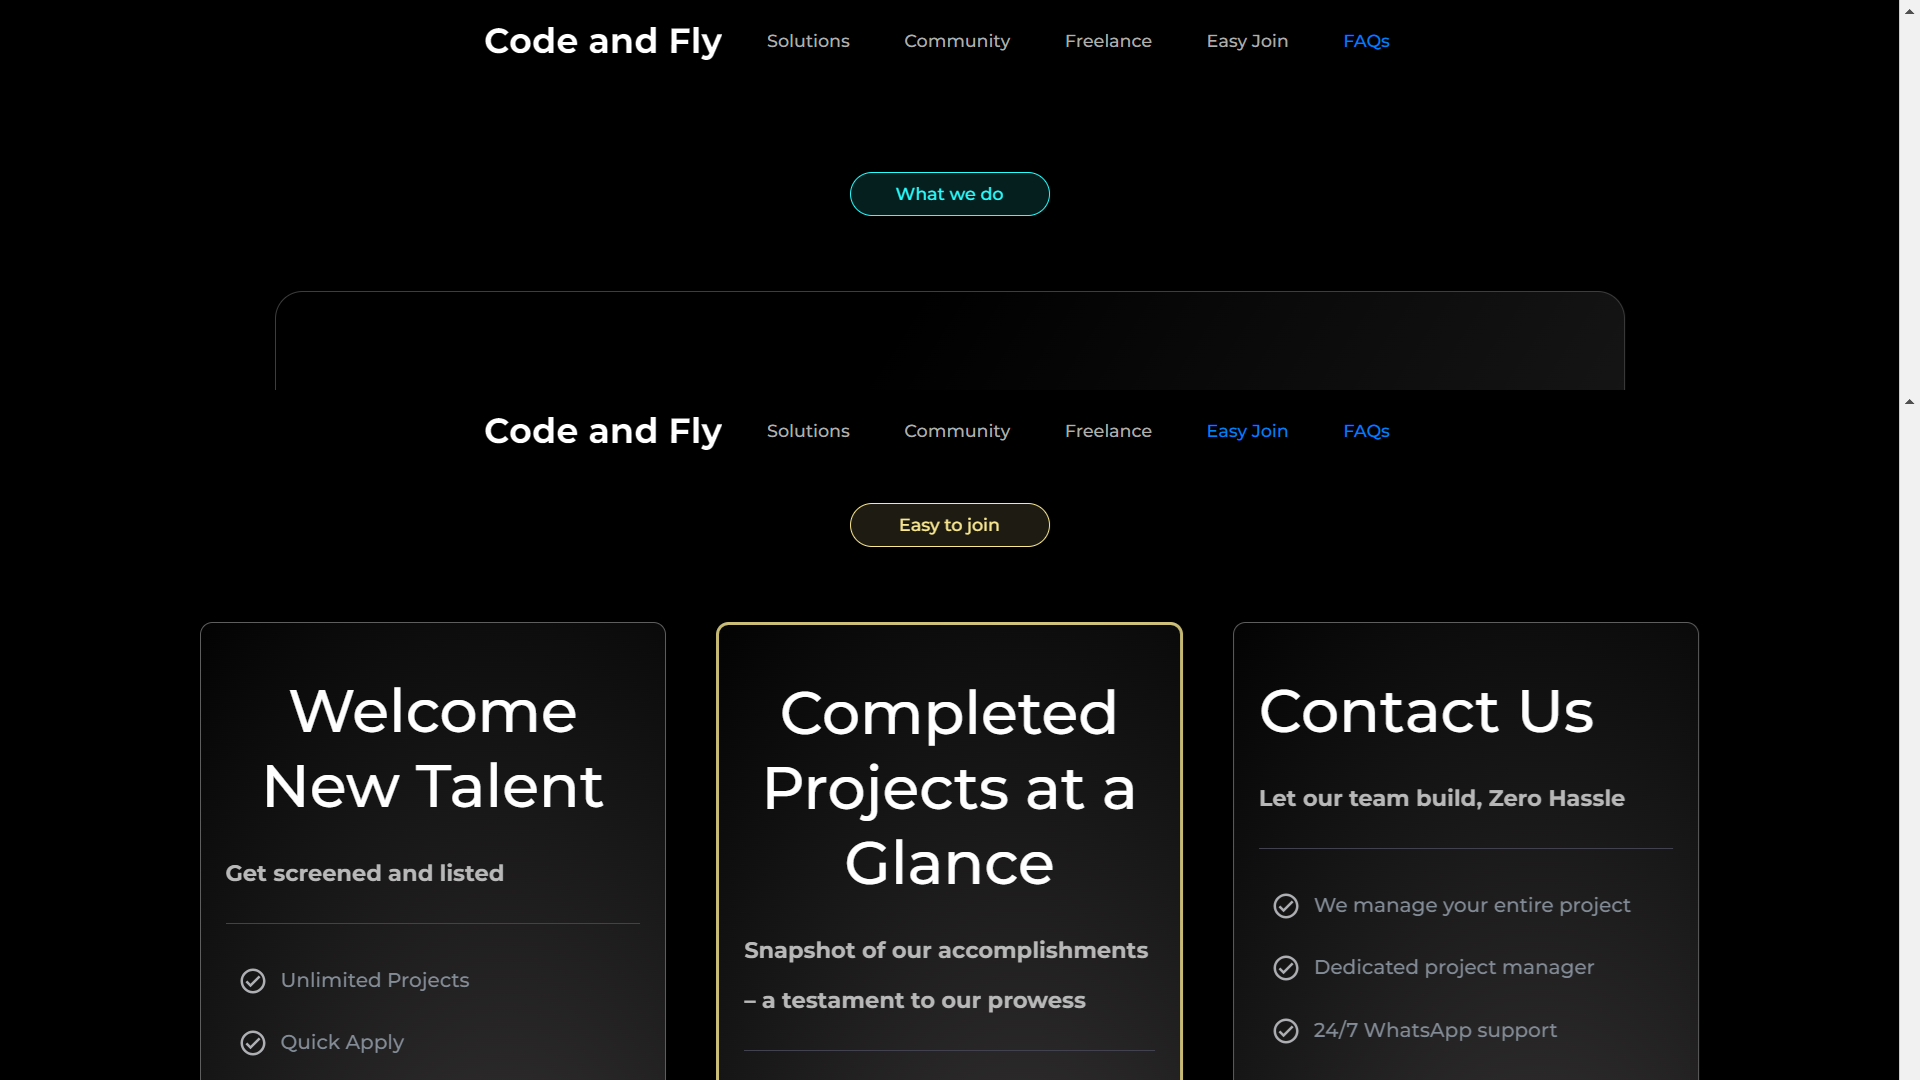 Code and Fly Solutions Community Freelance Easy Join FAQs
What we do
Code and Fly Solutions Community Freelance Easy Join FAQs
Easy to join
Welcome
New Talent
Get screened and listed
Unlimited Projects
Quick Apply
Completed
Projects at a
Glance
Snapshot of our accomplishments
– a testament to our prowess
Contact Us
Let our team build, Zero Hassle
We manage your entire project
Dedicated project manager
24/7 WhatsApp support